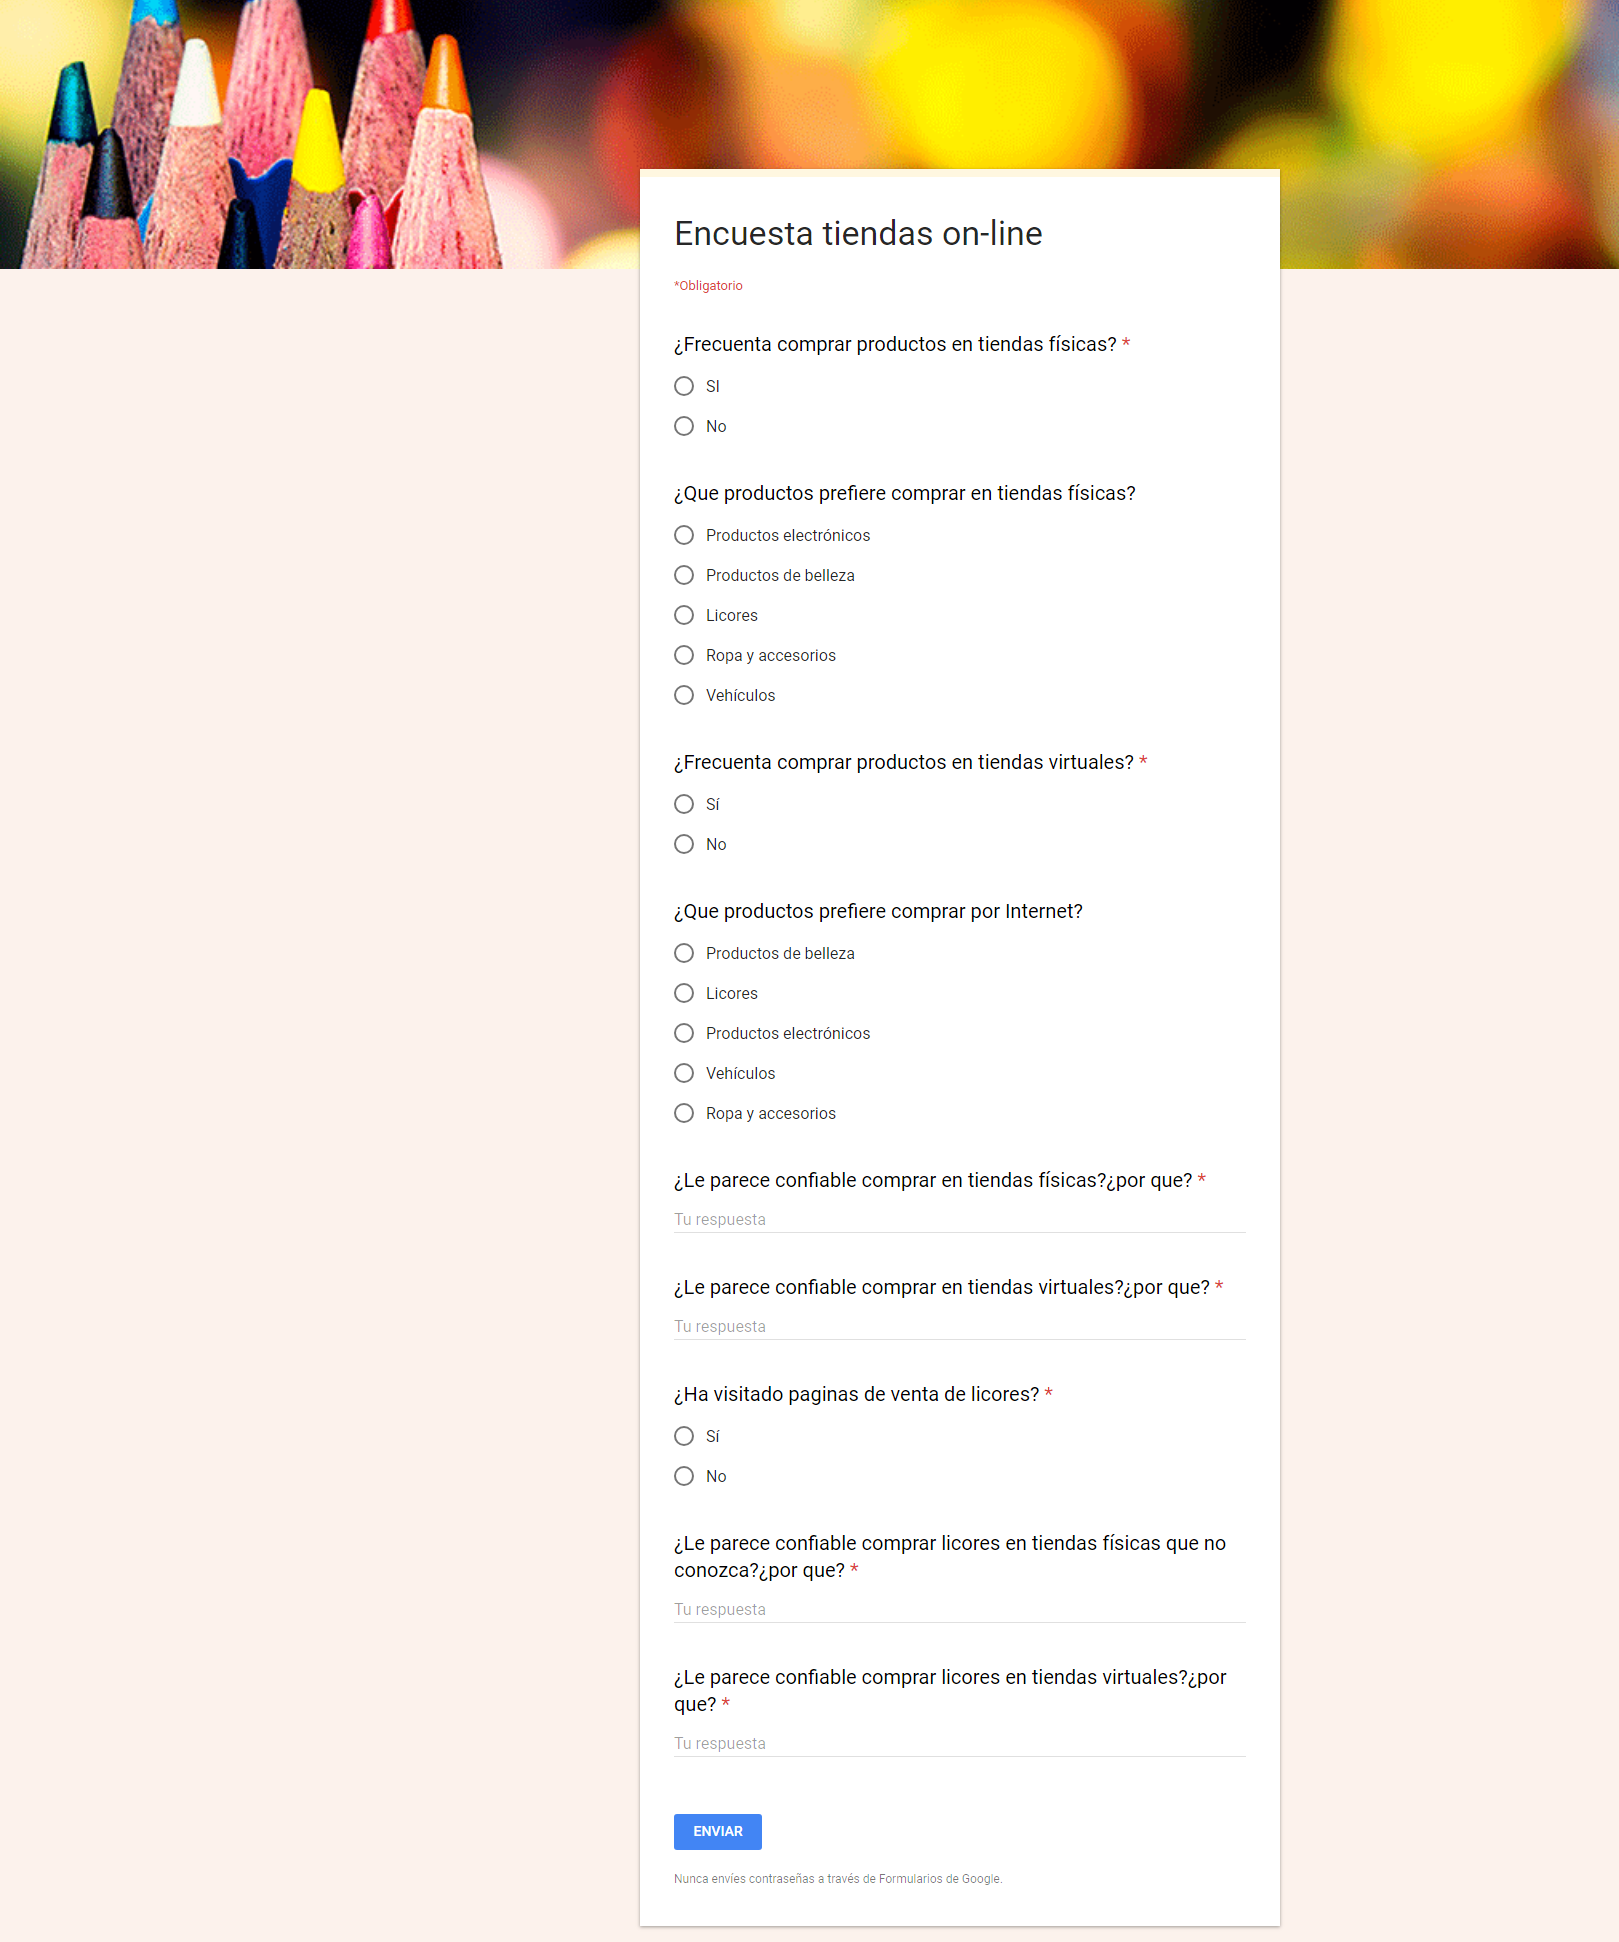 Encuesta tiendas on-line
*Obligatorio
¿Frecuenta comprar productos en tiendas físicas? *
SI
No
¿Que productos prefiere comprar en tiendas físicas?
Productos electrónicos
Productos de belleza
Licores
Ropa y accesorios
Vehículos
¿Frecuenta comprar productos en tiendas virtuales? *
Sí
No
¿Que productos prefiere comprar por Internet?
Productos de belleza
Licores
Productos electrónicos
Vehículos
Ropa y accesorios
¿Le parece confiable comprar en tiendas físicas?¿por que? *
Tu respuesta
¿Le parece confiable comprar en tiendas virtuales?¿por que? *
Tu respuesta
¿Ha visitado paginas de venta de licores? *
Sí
No
¿Le parece confiable comprar licores en tiendas físicas que no
conozca?¿por que? *
Tu respuesta
¿Le parece confiable comprar licores en tiendas virtuales?¿por
que? *
Tu respuesta
ENVIAR
Nunca envíes contraseñas a través de Formularios de Google.